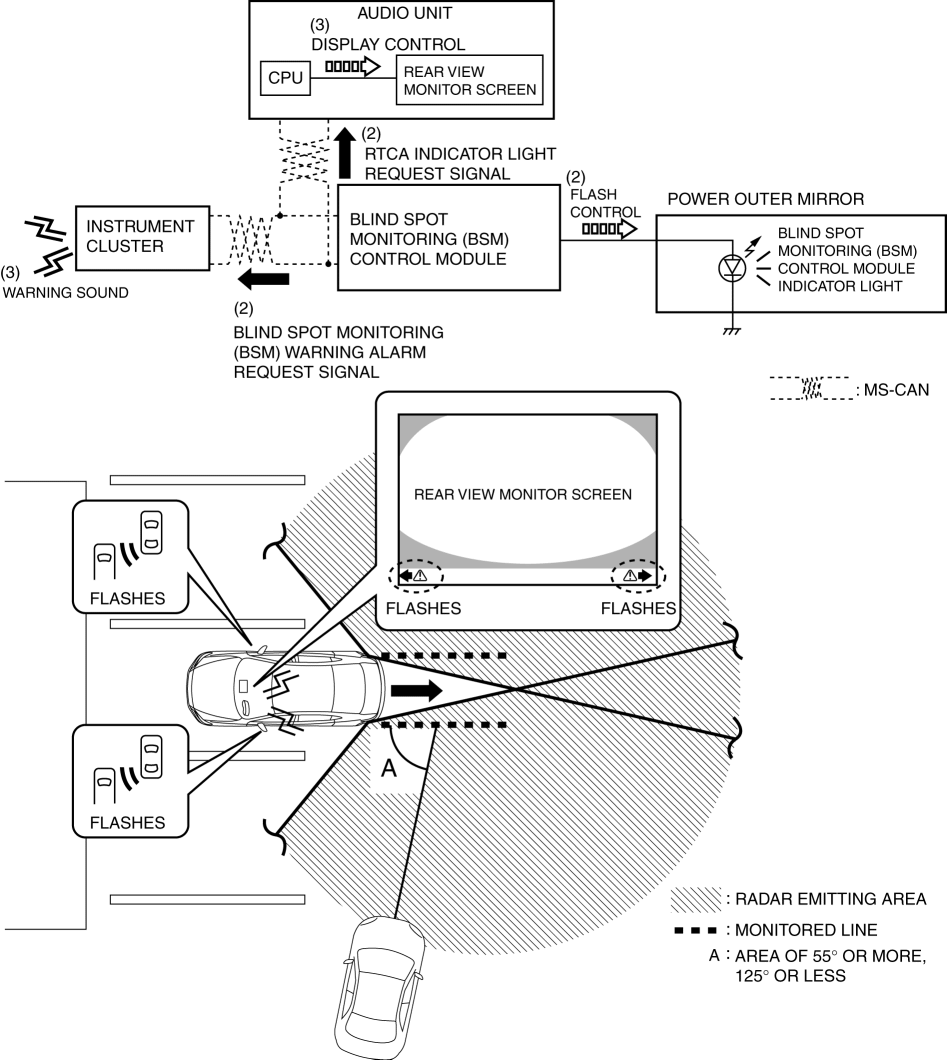 AUDIO UNIT
(3)
DISPLAY CONTROL
CPU
REAR VIEW
MONITOR SCREEN
(2)
RTCA INDICATOR LIGHT
REQUEST SIGNAL
(2)
FLASH
CONTROL
POWER OUTER MIRROR
INSTRUMENT
CLUSTER
BLIND SPOT
MONITORING (BSM)
CONTROL MODULE
BLIND SPOT
MONITORING (BSM)
CONTROL MODULE
INDICATOR LIGHT
(3)
WARNING SOUND
(2)
BLIND SPOT MONITORING
(BSM) WARNING ALARM
REQUEST SIGNAL
: MS-CAN
REAR VIEW MONITOR SCREEN
FLASHES
FLASHES
FLASHES
A
FLASHES
: RADAR EMITTING AREA
: MONITORED LINE
A : AREA OF 55° OR MORE,
125° OR LESS